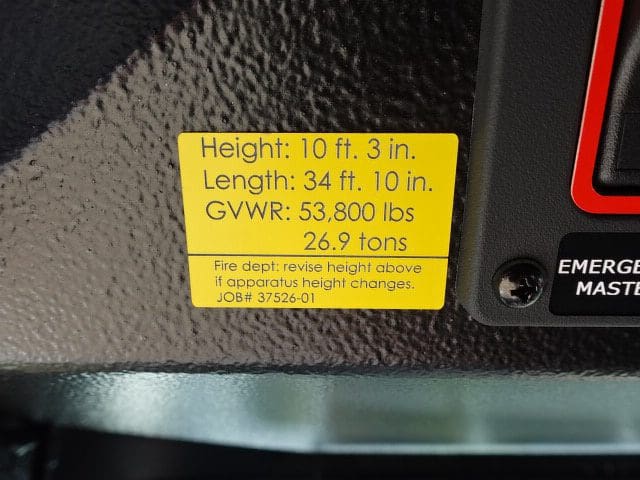 Height: 10 ft. 3 in.
Length: 34 ft. 10 in.
GVWR: 53,800 lbs
26.9 tons
Fire dept: revise height above
if apparatus height changes.
JOB# 37526-01
MASTE